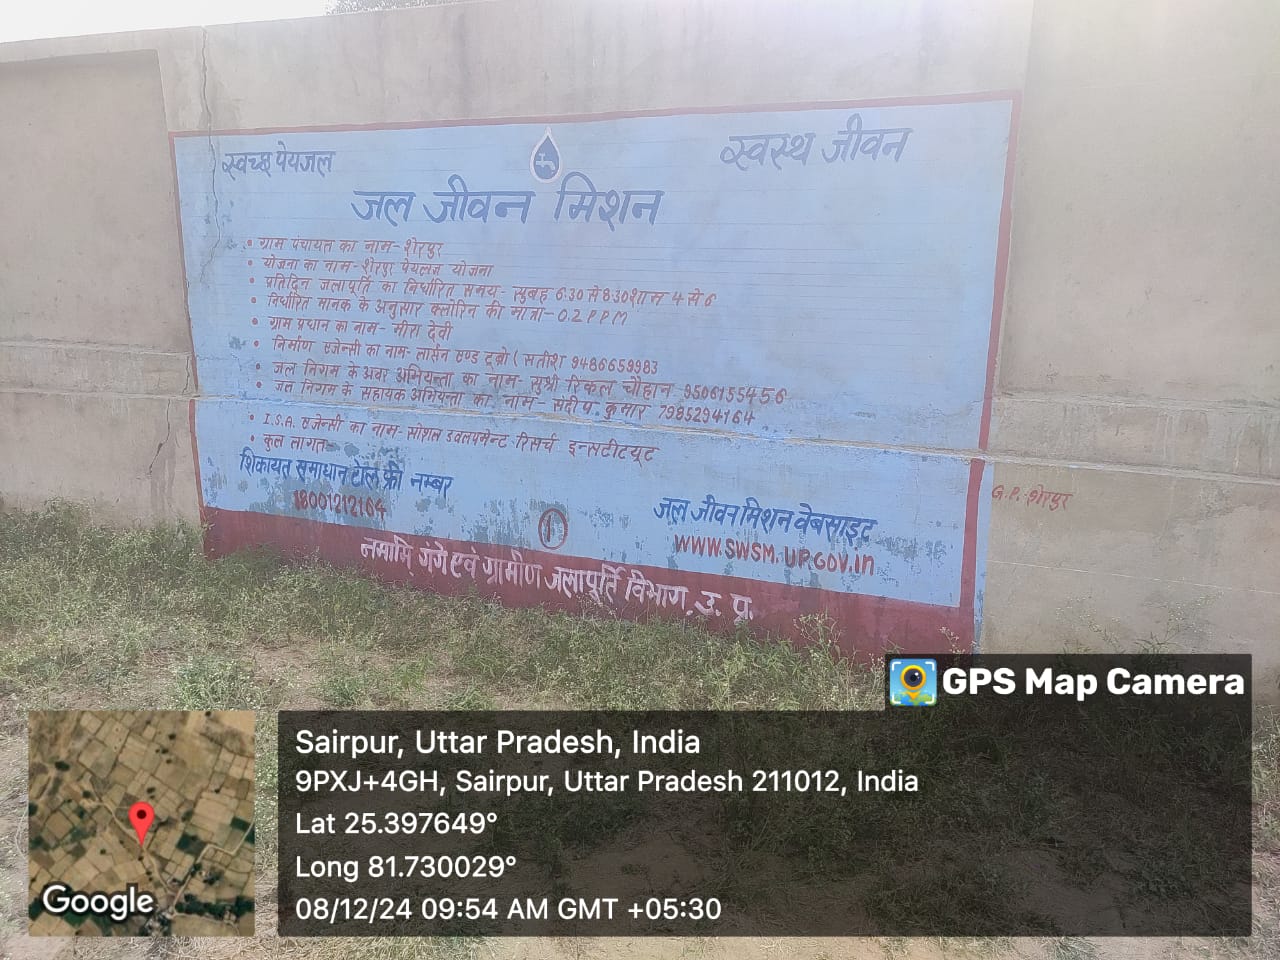 स्वच्छ पेयजल
स्वस्थ जीवन
जल जीवन मिशन
• ग्राम पंचायत का नाम- शेरपुर
• योजना का नाम- शेरपुर पेयलज योजना
• प्रतिदिन जलापूर्ति का निर्धारित समय- सुबह 6:30 से 8:30 शाम 4 से 6
• निर्धारित मानक के अनुसार क्लोरिन की मात्रा- 0.2 PPM
• ग्राम प्रधान का नाम- मीरा देवी
• निर्माण एजेन्सी का नाम- लार्सन एण्ड टूब्रो ( सतीश 9486659983
• जल निगम के अवर अभियन्ता का नाम- सुश्री रिकल चौहान 9506155456
• जल निगम के सहायक अभियन्ता का नाम- संदीप कुमार 7985294164
• I.S.A. एजेन्सी का नाम- सोशल डवलपमेन्ट रिसर्च इन्सटीटयूट
• कुल लागत-
शिकायत समाधान टोल फ्री नम्बर
18001212164
1
जल जीवन मिशन वेबसाइट
WWW.SWSM.UP.GOV.in
नमामि गंगे एवं ग्रामीण जलापूर्ति विभाग, उ. प्र.
G.P. शेरपुर
GPS Map Camera
Sairpur, Uttar Pradesh, India
9PXJ+4GH, Sairpur, Uttar Pradesh 211012, India
Lat 25.397649°
Long 81.730029°
08/12/24 09:54 AM GMT +05:30
Google